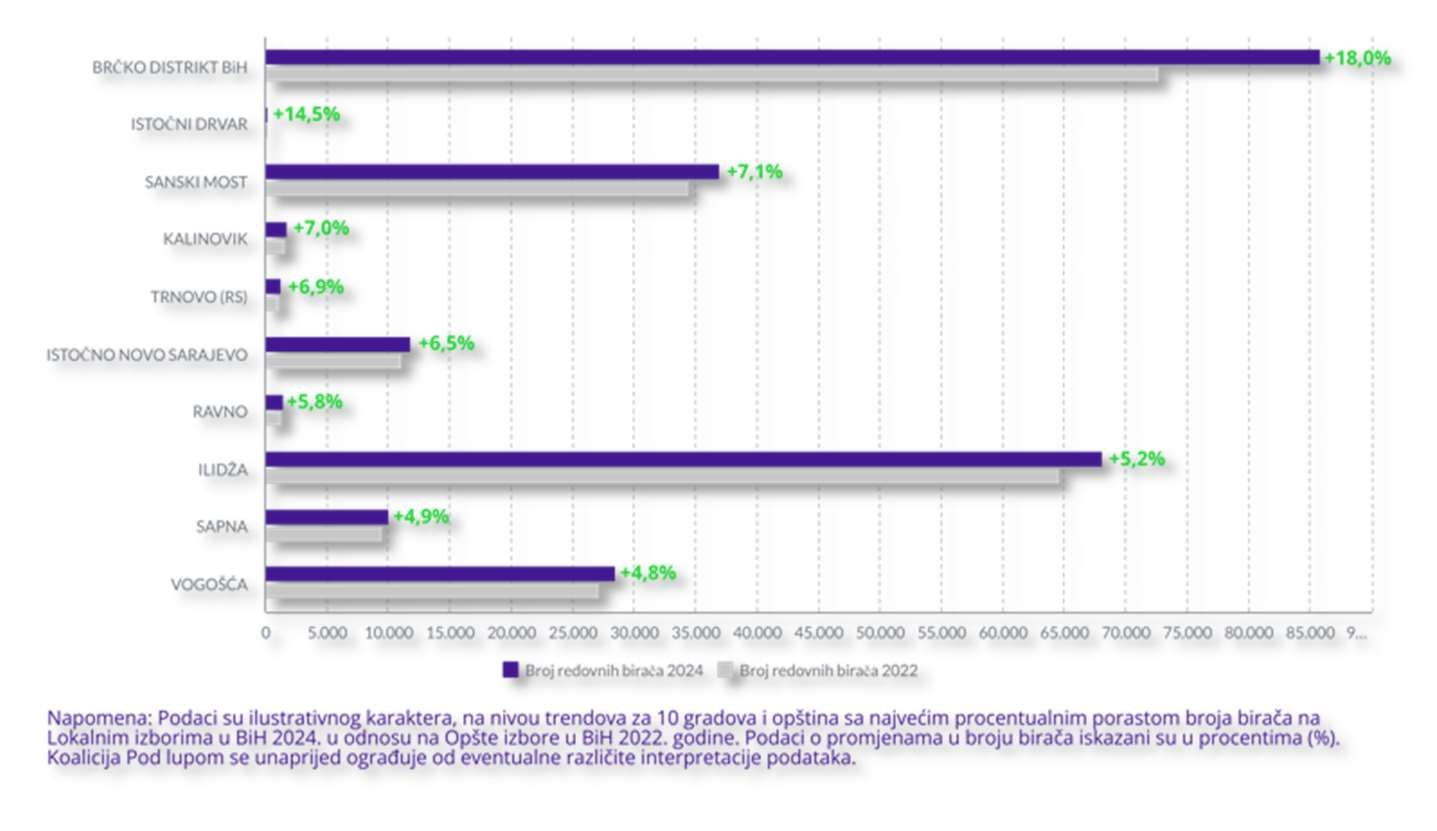 BRČKO DISTRIKT BiH
+18,0%
ISTOČNI DRVAR
+14,5%
SANSKI MOST
+7,1%
KALINOVIK
+7,0%
TRNOVO (RS)
+6,9%
ISTOČNO NOVO SARAJEVO
+6,5%
RAVNO
+5,8%
ILIDŽA
+5,2%
SAPNA
+4,9%
VOGOŠĆA
+4,8%
0 5.000 10.000 15.000 20.000 25.000 30.000 35.000 40.000 45.000 50.000 55.000 60.000 65.000 70.000 75.000 80.000 85.000 9...
Broj redovnih birača 2024 Broj redovnih birača 2022
Napomena: Podaci su ilustrativnog karaktera, na nivou trendova za 10 gradova i opština sa najvećim procentualnim porastom broja birača na
Lokalnim izborima u BiH 2024. u odnosu na Opšte izbore u BiH 2022. godine. Podaci o promjenama u broju birača iskazani su u procentima (%).
Koalicija Pod lupom se unaprijed ograđuje od eventualne različite interpretacije podataka.